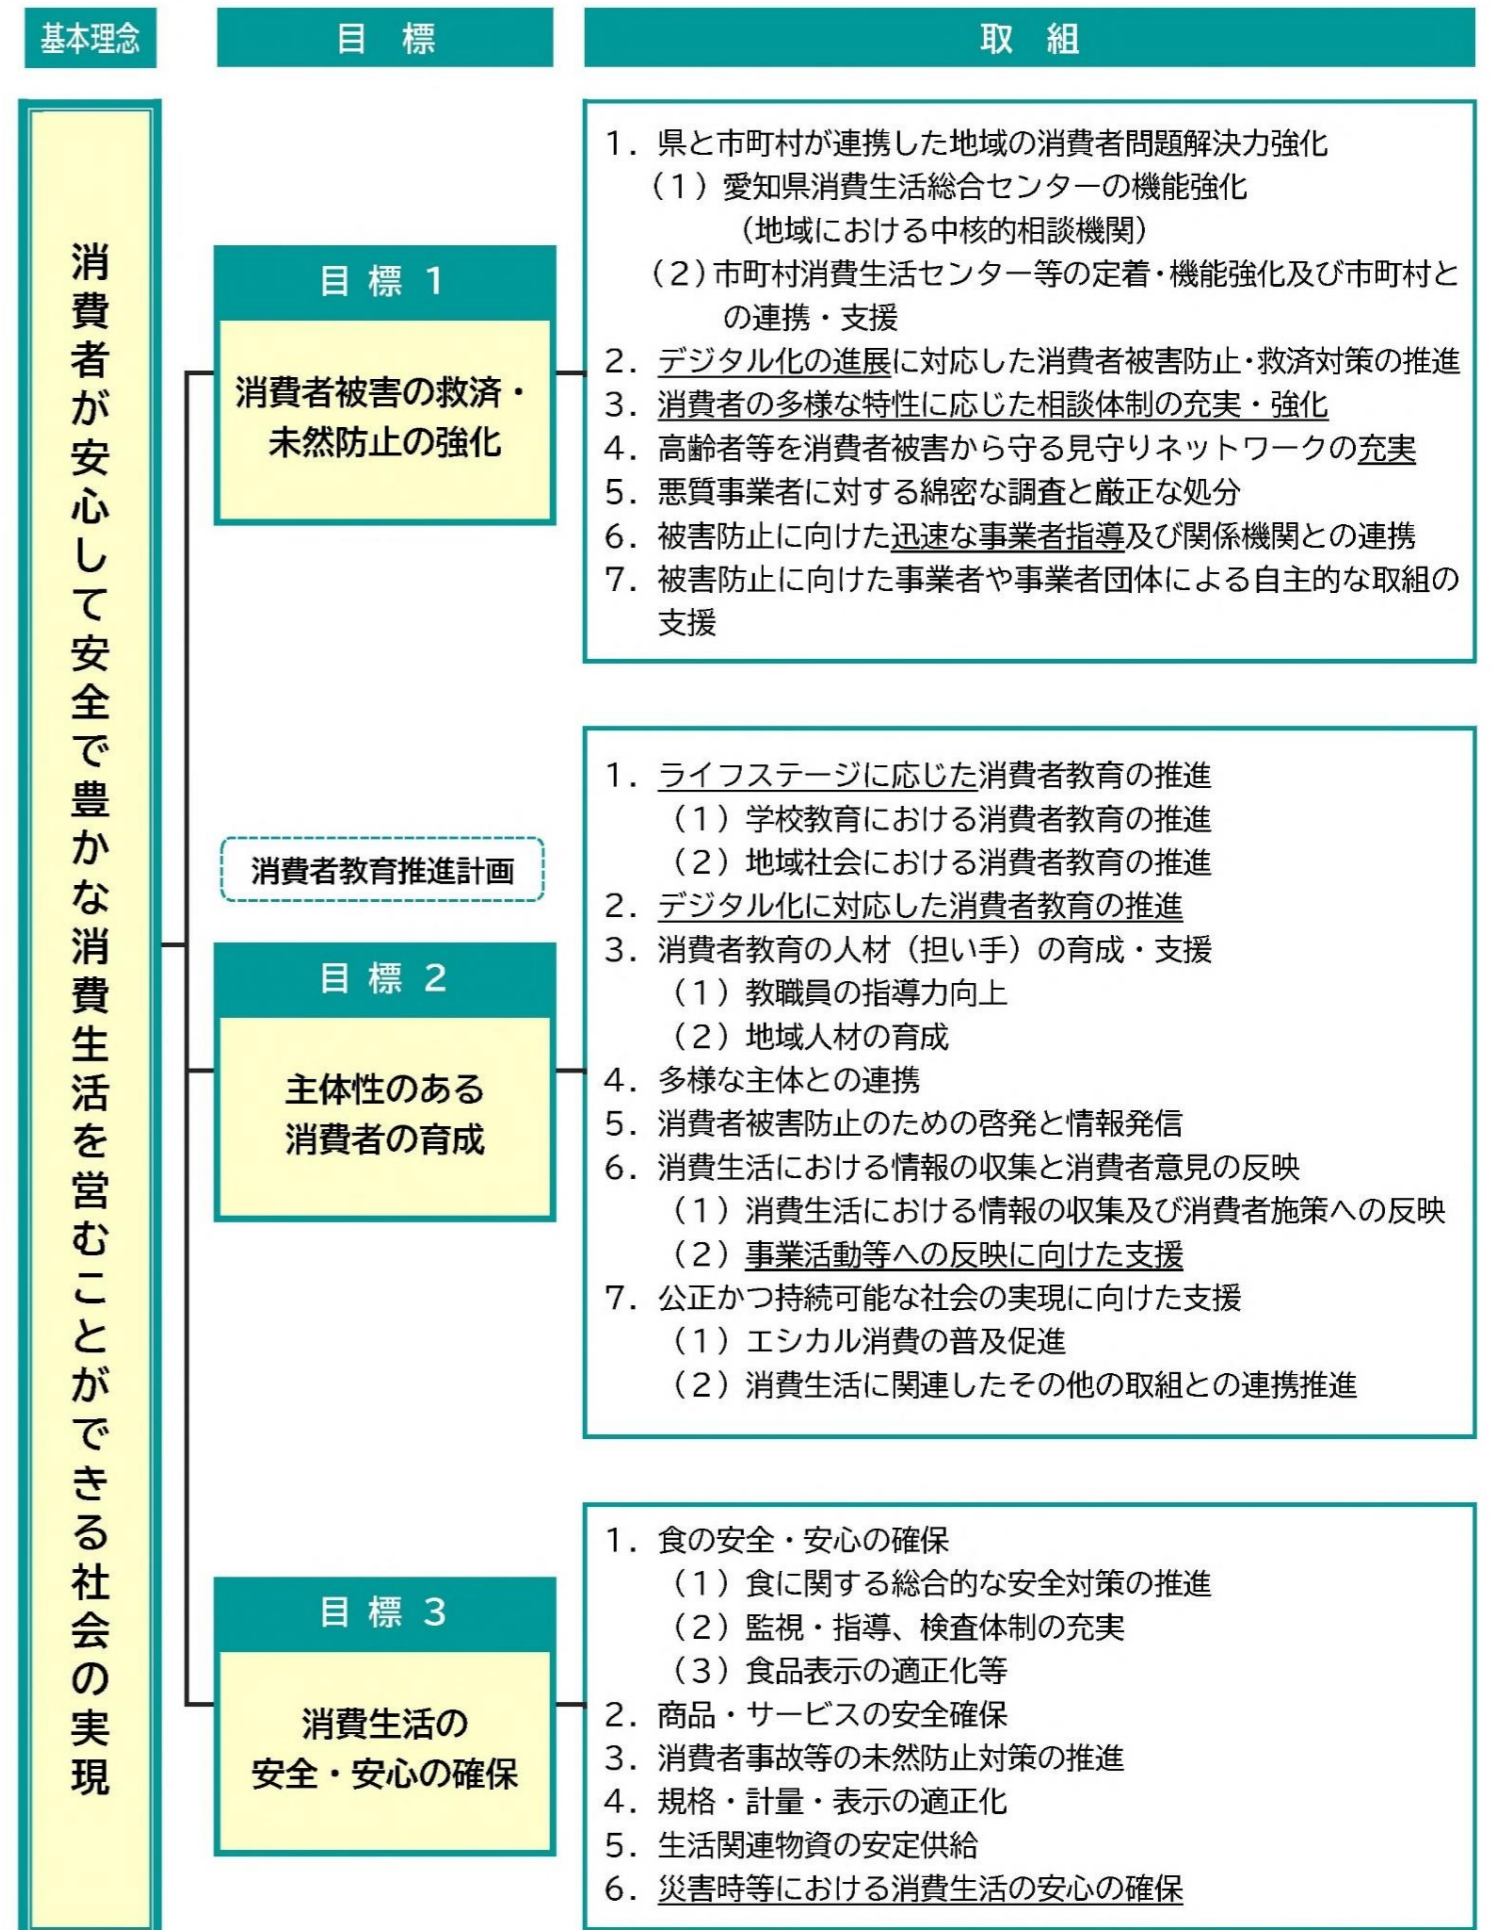 基本理念
目 標
取 組
消費者が安心して安全で豊かな消費生活を営むことができる社会の実現
目 標 1
消費者被害の救済・
未然防止の強化
1. 県と市町村が連携した地域の消費者問題解決力強化
(1)愛知県消費生活総合センターの機能強化
(地域における中核的相談機関)
(2)市町村消費生活センター等の定着・機能強化及び市町村と
の連携・支援
2. デジタル化の進展に対応した消費者被害防止・救済対策の推進
3. 消費者の多様な特性に応じた相談体制の充実・強化
4. 高齢者等を消費者被害から守る見守りネットワークの充実
5. 悪質事業者に対する綿密な調査と厳正な処分
6. 被害防止に向けた迅速な事業者指導及び関係機関との連携
7. 被害防止に向けた事業者や事業者団体による自主的な取組の
支援
消費者教育推進計画
目 標 2
主体性のある
消費者の育成
1. ライフステージに応じた消費者教育の推進
(1)学校教育における消費者教育の推進
(2)地域社会における消費者教育の推進
2. デジタル化に対応した消費者教育の推進
3. 消費者教育の人材(担い手)の育成・支援
(1)教職員の指導力向上
(2)地域人材の育成
4. 多様な主体との連携
5. 消費者被害防止のための啓発と情報発信
6. 消費生活における情報の収集と消費者意見の反映
(1)消費生活における情報の収集及び消費者施策への反映
(2)事業活動等への反映に向けた支援
7. 公正かつ持続可能な社会の実現に向けた支援
(1)エシカル消費の普及促進
(2)消費生活に関連したその他の取組との連携推進
目 標 3
消費生活の
安全・安心の確保
1. 食の安全・安心の確保
(1)食に関する総合的な安全対策の推進
(2)監視・指導、検査体制の充実
(3)食品表示の適正化等
2. 商品・サービスの安全確保
3. 消費者事故等の未然防止対策の推進
4. 規格・計量・表示の適正化
5. 生活関連物資の安定供給
6. 災害時等における消費生活の安心の確保